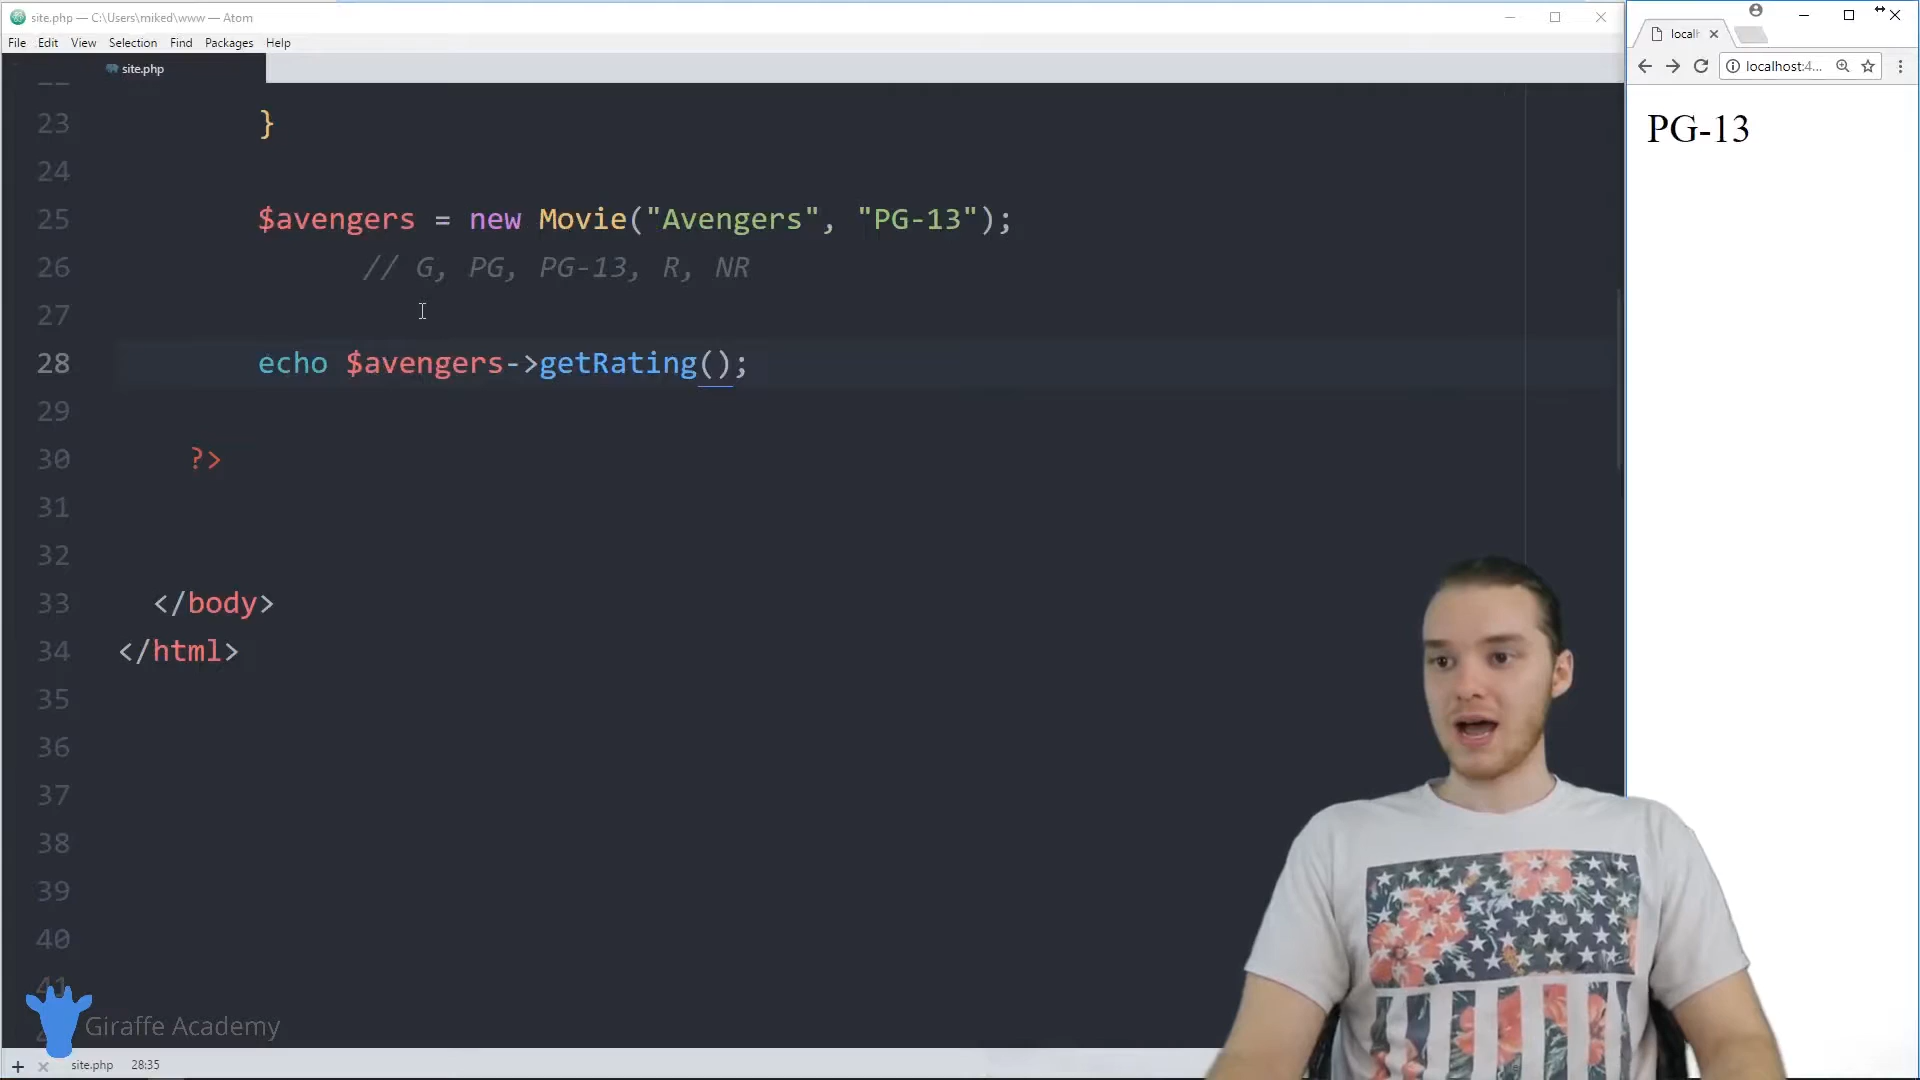 site.php — C:\Users\miked\www — Atom
File Edit View Selection Find Packages Help
site.php
23 }
24
25 $avengers = new Movie("Avengers", "PG-13");
26 // G, PG, PG-13, R, NR
27
28 echo $avengers->getRating();
29
30 ?>
31
32
33 </body>
34 </html>
35
36
37
38
39
40
41
Giraffe Academy
site.php 28:35
localh
localhost:4...
PG-13